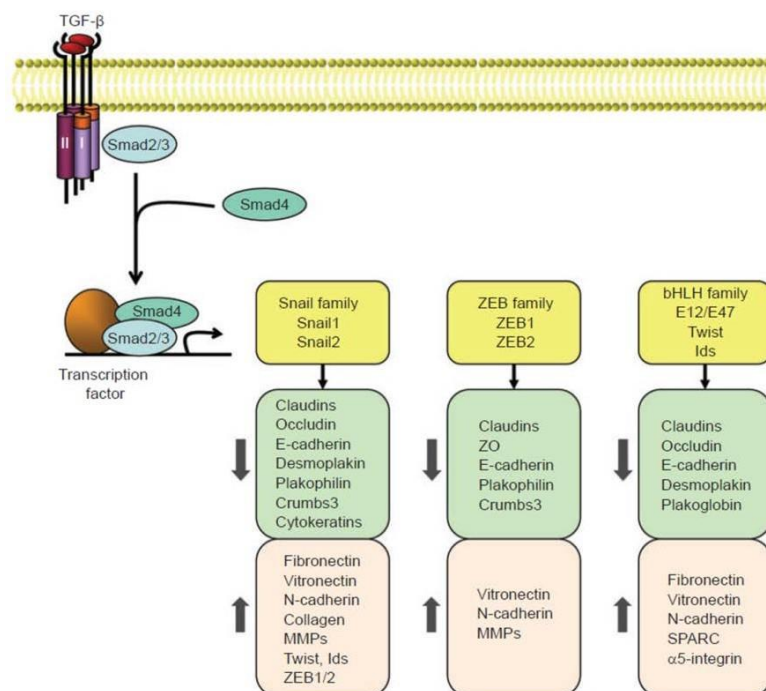 TGF-β
II
I
Smad2/3
Smad4
Smad4
Smad2/3
Transcription
factor
Snail family
Snail1
Snail2
Claudins
Occludin
E-cadherin
Desmoplakin
Plakophilin
Crumbs3
Cytokeratins
Fibronectin
Vitronectin
N-cadherin
Collagen
MMPs
Twist, Ids
ZEB1/2
ZEB family
ZEB1
ZEB2
Claudins
ZO
E-cadherin
Plakophilin
Crumbs3
Vitronectin
N-cadherin
MMPs
bHLH family
E12/E47
Twist
Ids
Claudins
Occludin
E-cadherin
Desmoplakin
Plakoglobin
Fibronectin
Vitronectin
N-cadherin
SPARC
α5-integrin